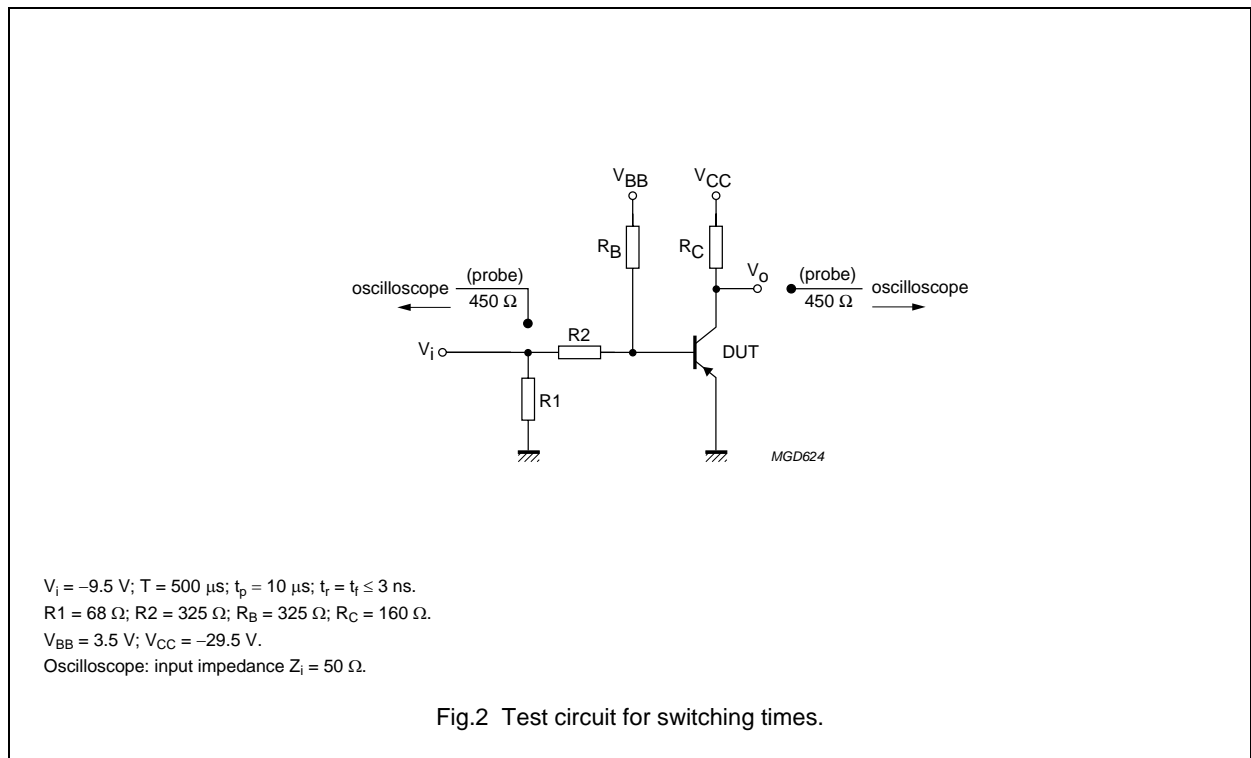 V_BB
V_CC
R_B
R_C
V_o
(probe)
oscilloscope
450 Ω
(probe)
oscilloscope
450 Ω
R2
V_i
DUT
R1
MGD624
V_i = −9.5 V; T = 500 μs; t_p = 10 μs; t_r = t_f ≤ 3 ns.
R1 = 68 Ω; R2 = 325 Ω; R_B = 325 Ω; R_C = 160 Ω.
V_BB = 3.5 V; V_CC = −29.5 V.
Oscilloscope: input impedance Z_i = 50 Ω.
Fig.2 Test circuit for switching times.